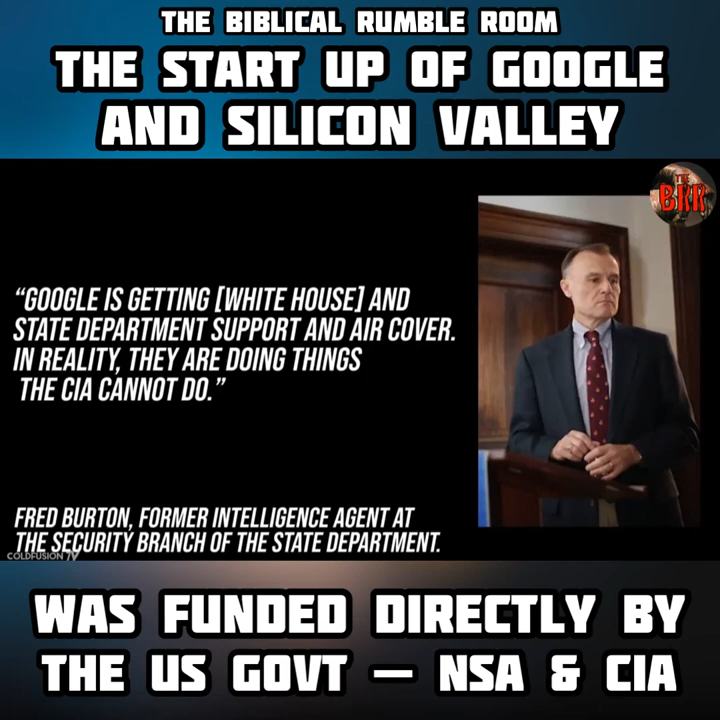 THE BIBLICAL RUMBLE ROOM
THE START UP OF GOOGLE
AND SILICON VALLEY
THE
BRR
“GOOGLE IS GETTING [WHITE HOUSE] AND
STATE DEPARTMENT SUPPORT AND AIR COVER.
IN REALITY, THEY ARE DOING THINGS
THE CIA CANNOT DO.”
FRED BURTON, FORMER INTELLIGENCE AGENT AT
THE SECURITY BRANCH OF THE STATE DEPARTMENT.
COLDFUSION TV
WAS FUNDED DIRECTLY BY
THE US GOVT – NSA & CIA